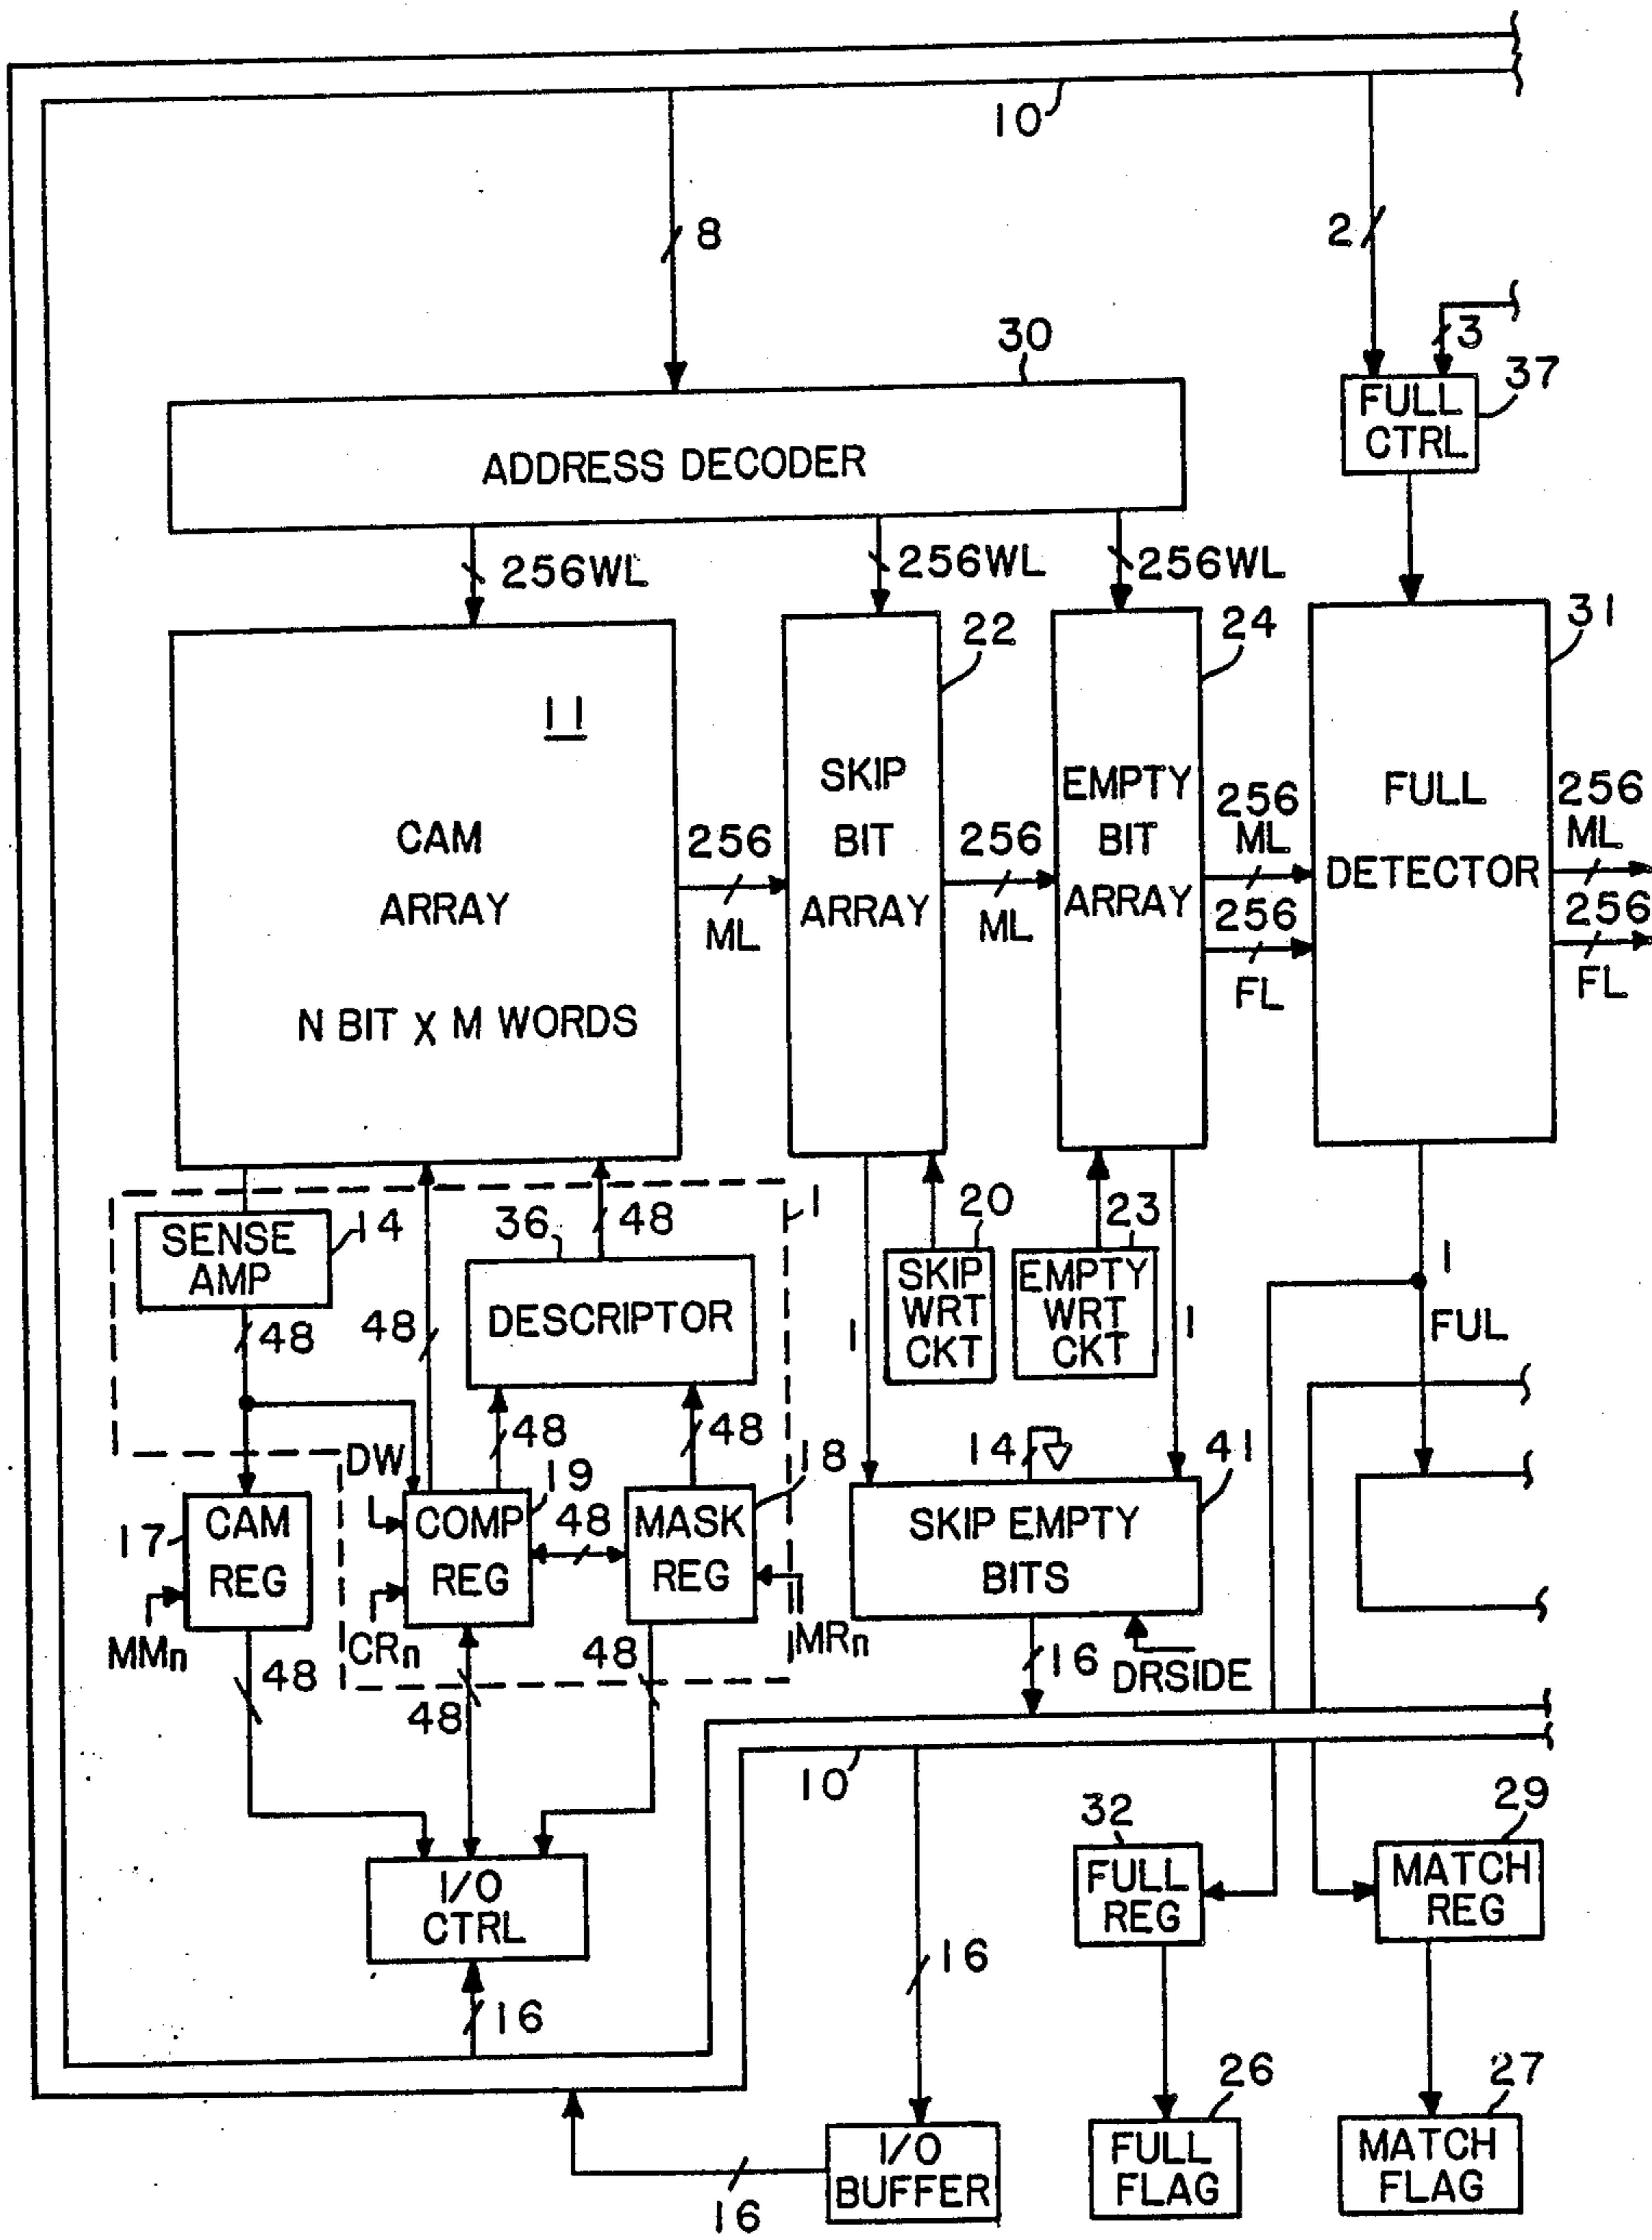 10
8
2
3
30
37
FULL
CTRL
ADDRESS DECODER
256WL
256WL
256WL
22
24
31
11
CAM
ARRAY
N BIT X M WORDS
256
ML
SKIP
BIT
ARRAY
256
ML
EMPTY
BIT
ARRAY
256
ML
256
FL
FULL
DETECTOR
256
ML
256
FL
SENSE
AMP
14
36
48
1
20
23
48
48
DESCRIPTOR
1
SKIP
WRT
CKT
EMPTY
WRT
CKT
1
1
FUL
48
48
DW
19
18
14
41
17
CAM
REG
COMP
REG
48
MASK
REG
SKIP EMPTY
BITS
MMn
CRn
MRn
48
48
48
16
DRSIDE
10
32
29
I/O
CTRL
FULL
REG
MATCH
REG
16
16
26
27
I/O
BUFFER
16
FULL
FLAG
MATCH
FLAG